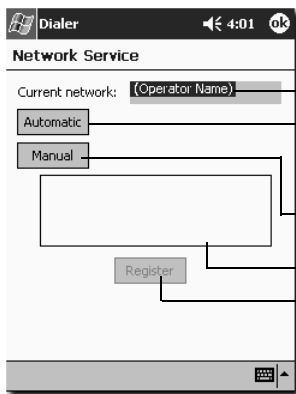 Dialer 4:01 ok
Network Service
Current network: (Operator Name)
Automatic
Manual
Register